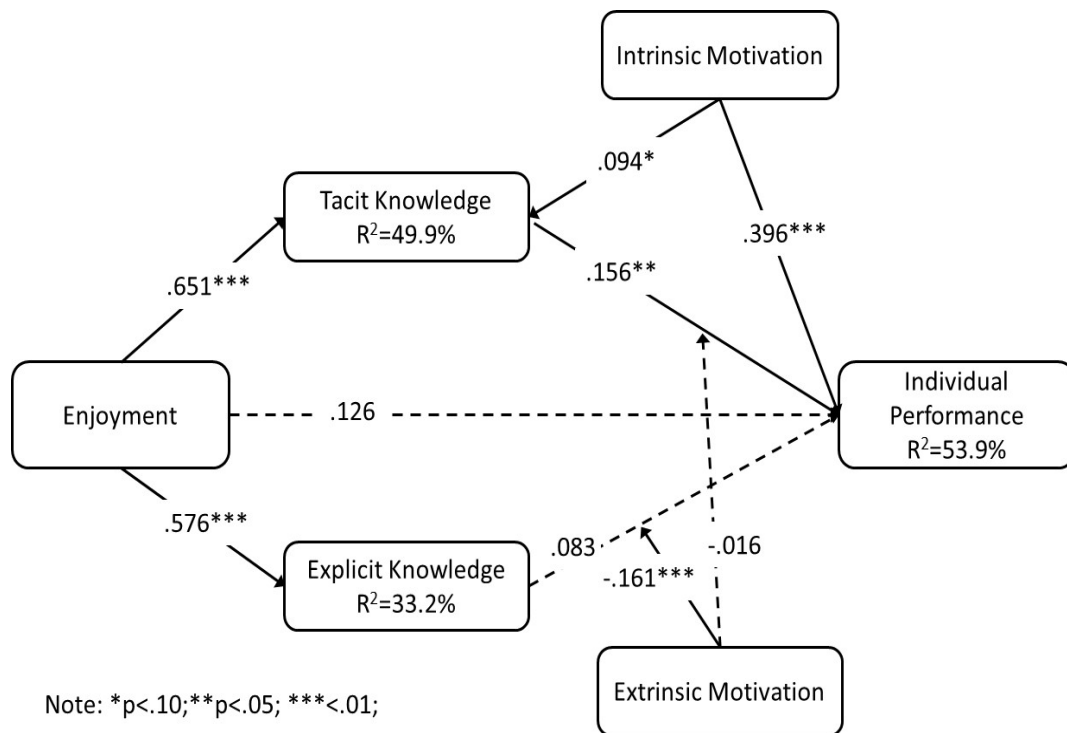 Intrinsic Motivation
.094*
Tacit Knowledge
R²=49.9%
.396***
.156**
.651***
Individual
Performance
R²=53.9%
Enjoyment
.126
.576***
.083
-.016
Explicit Knowledge
R²=33.2%
-.161***
Extrinsic Motivation
Note: *p<.10;**p<.05; ***<.01;